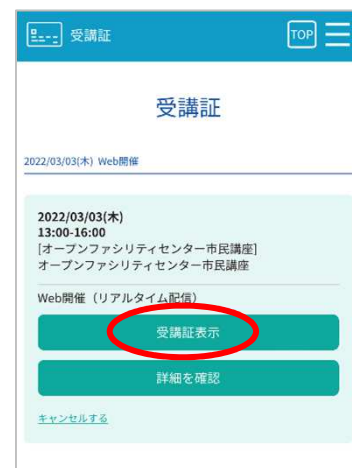 受講証 TOP
受講証
2022/03/03(木) Web開催
2022/03/03(木)
13:00-16:00
[オープンファシリティセンター市民講座]
オープンファシリティセンター市民講座
Web開催（リアルタイム配信）
受講証表示
詳細を確認
キャンセルする